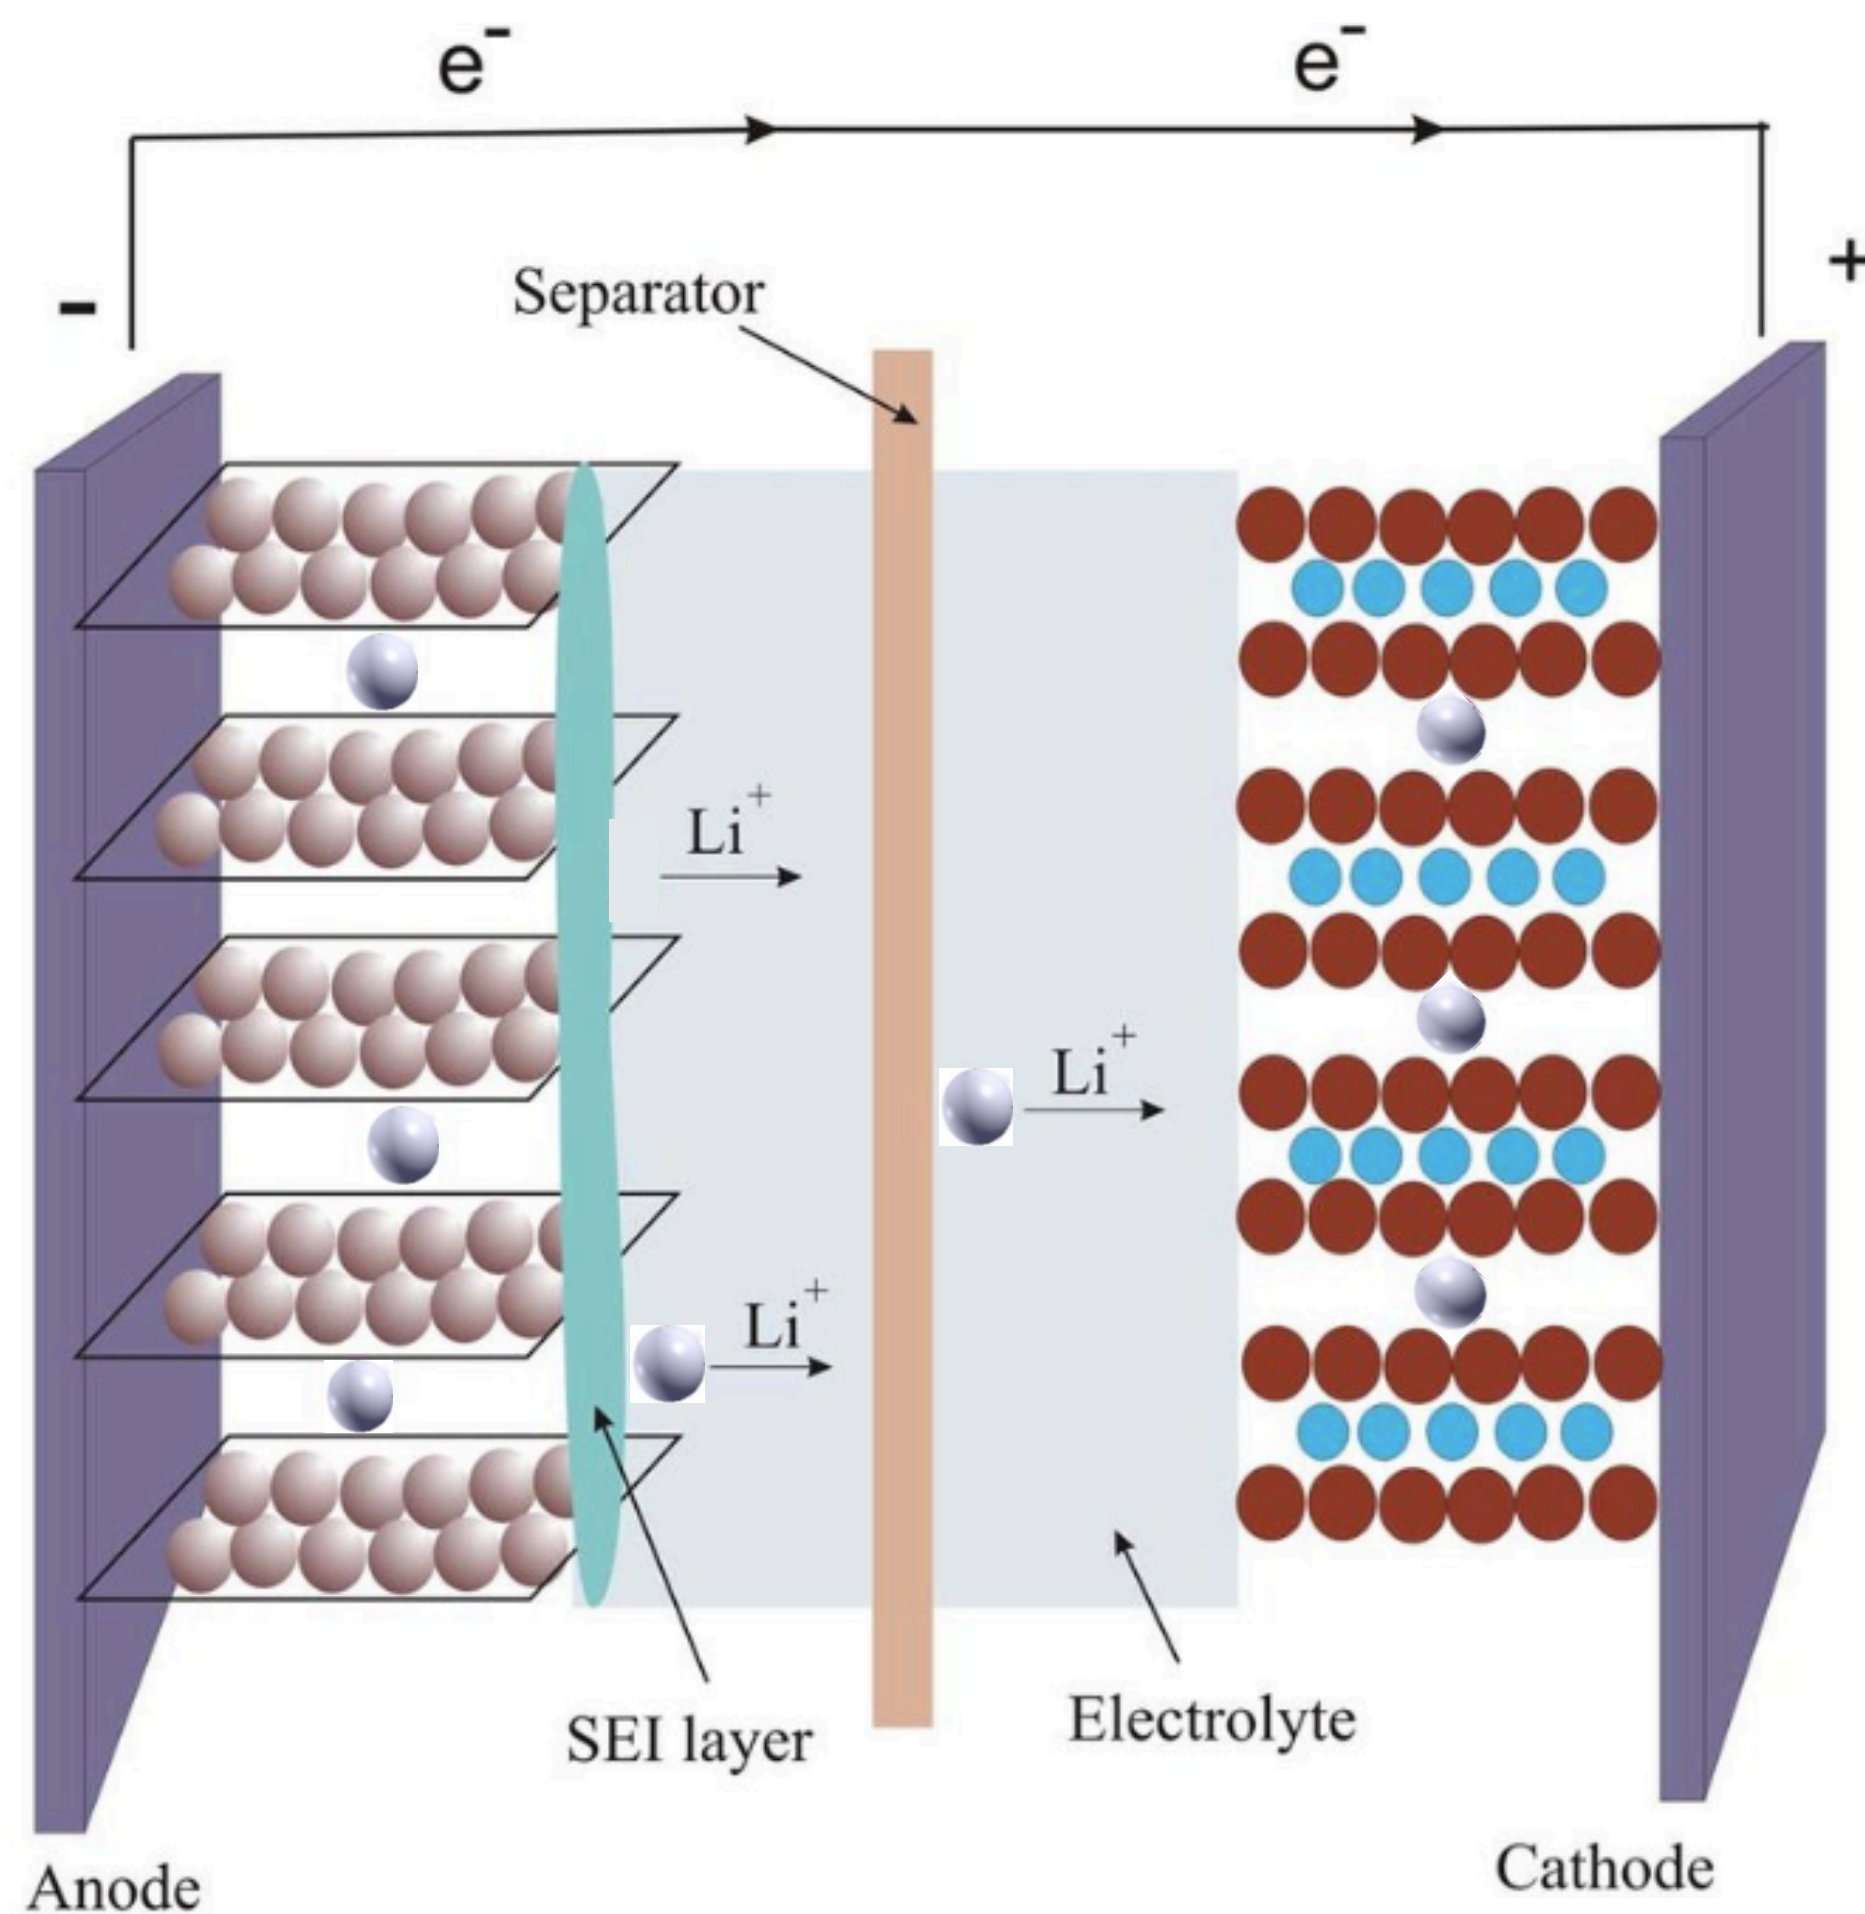 e⁻
e⁻
-
+
Separator
Li⁺
Li⁺
Li⁺
SEI layer
Electrolyte
Anode
Cathode